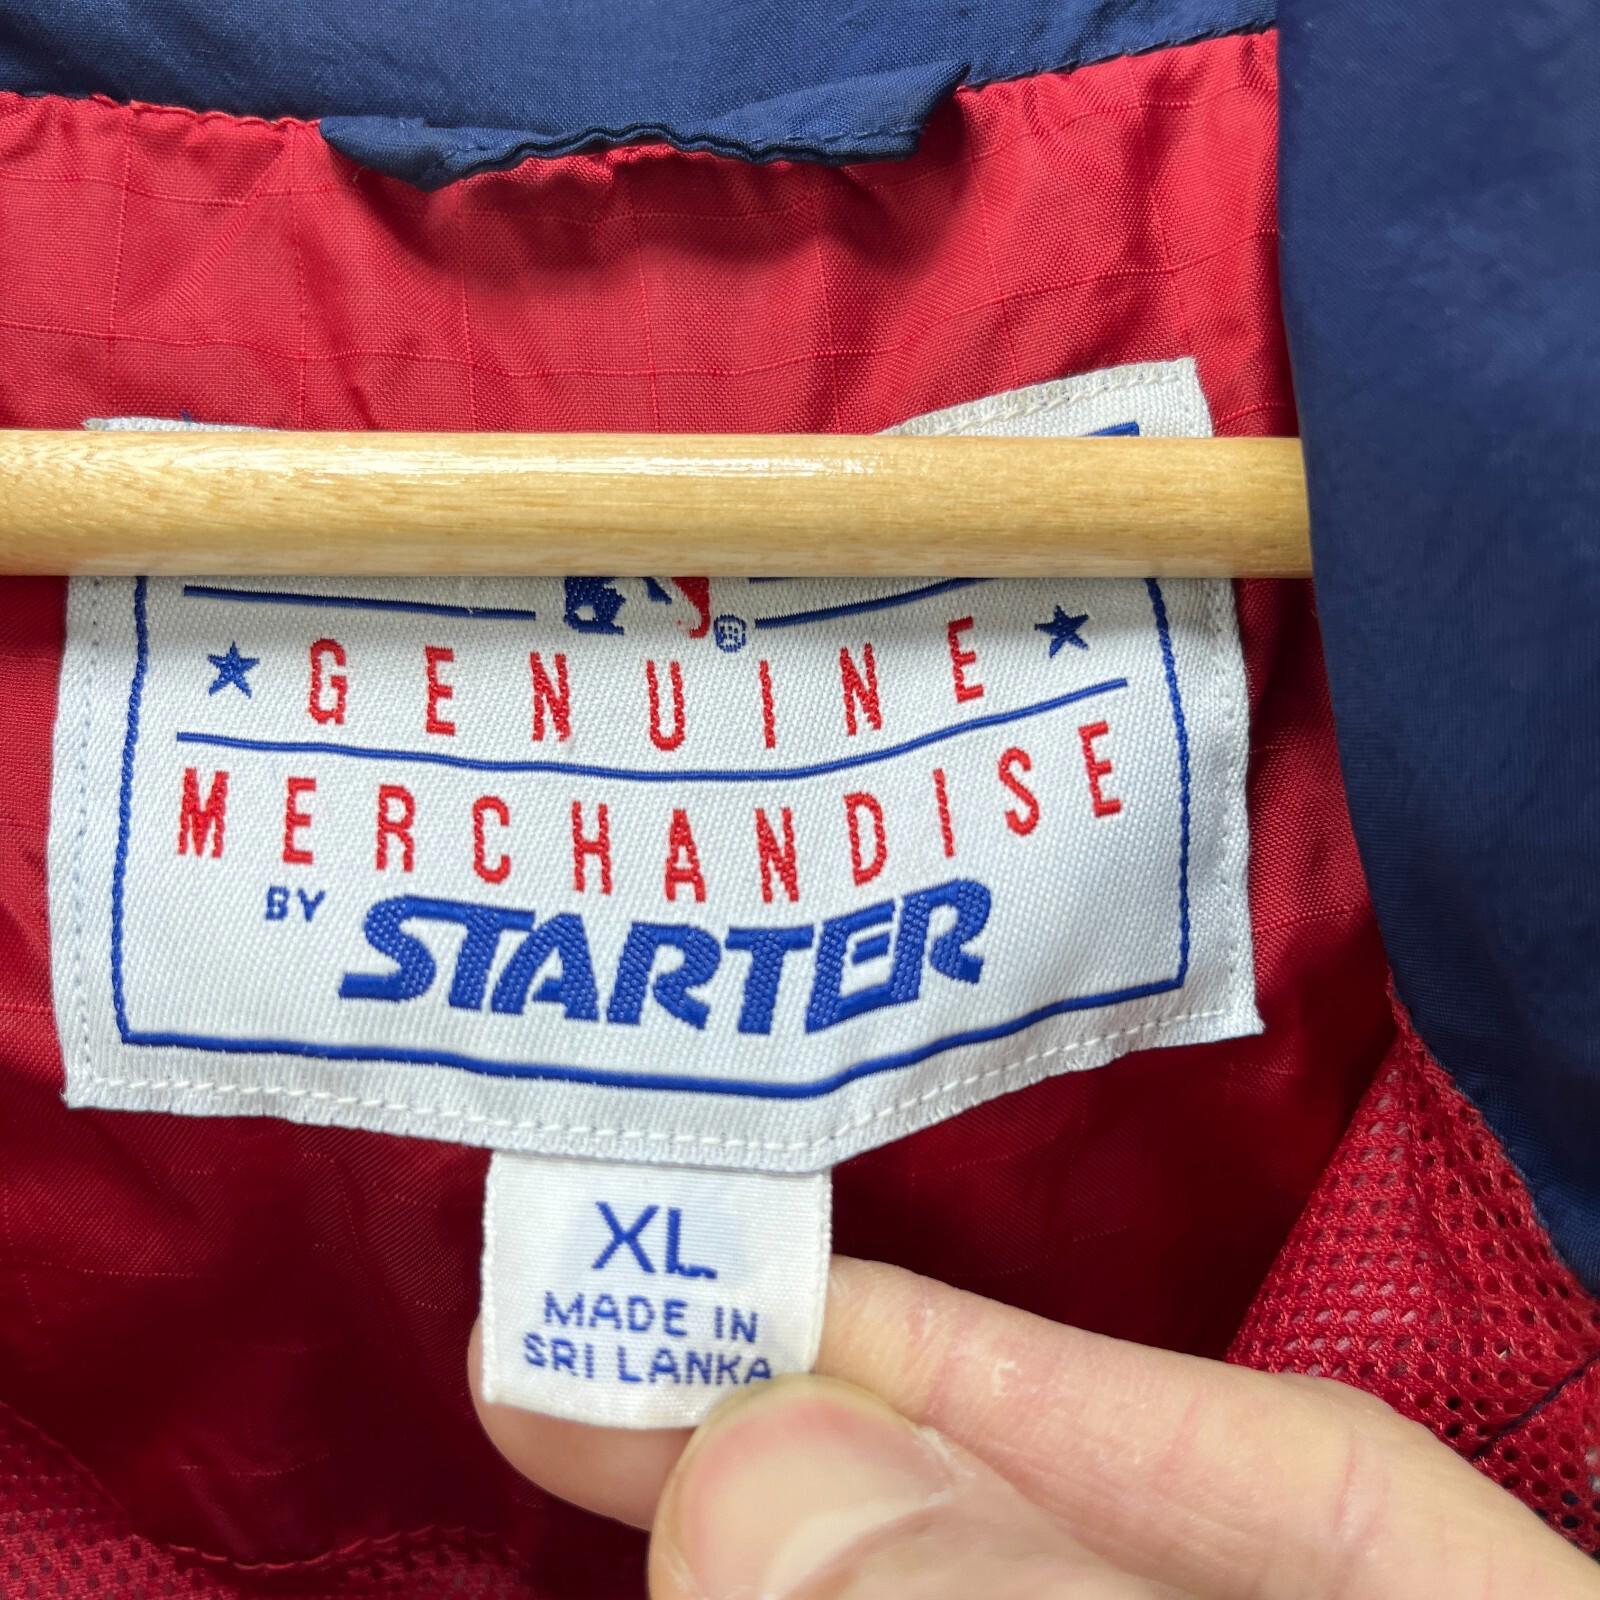 GENUINE
MERCHANDISE
BY STARTER
XL
MADE IN
SRI LANKA